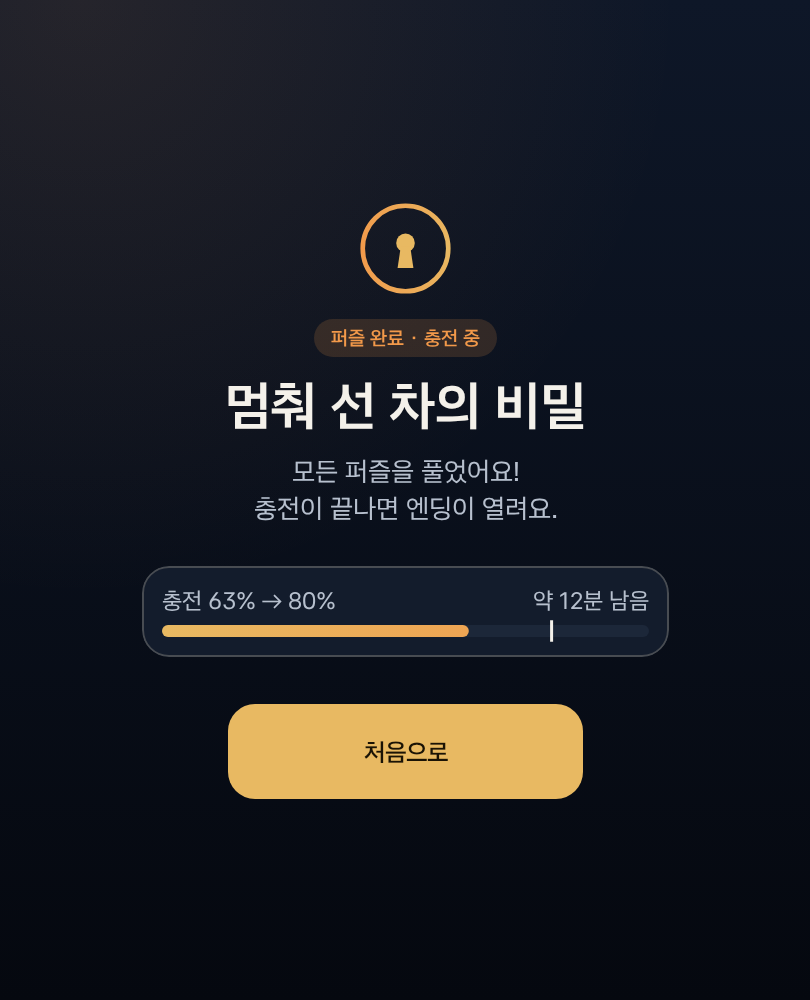 퍼즐 완료 · 충전 중
멈춰 선 차의 비밀
모든 퍼즐을 풀었어요!
충전이 끝나면 엔딩이 열려요.
충전 63% → 80%
약 12분 남음
처음으로